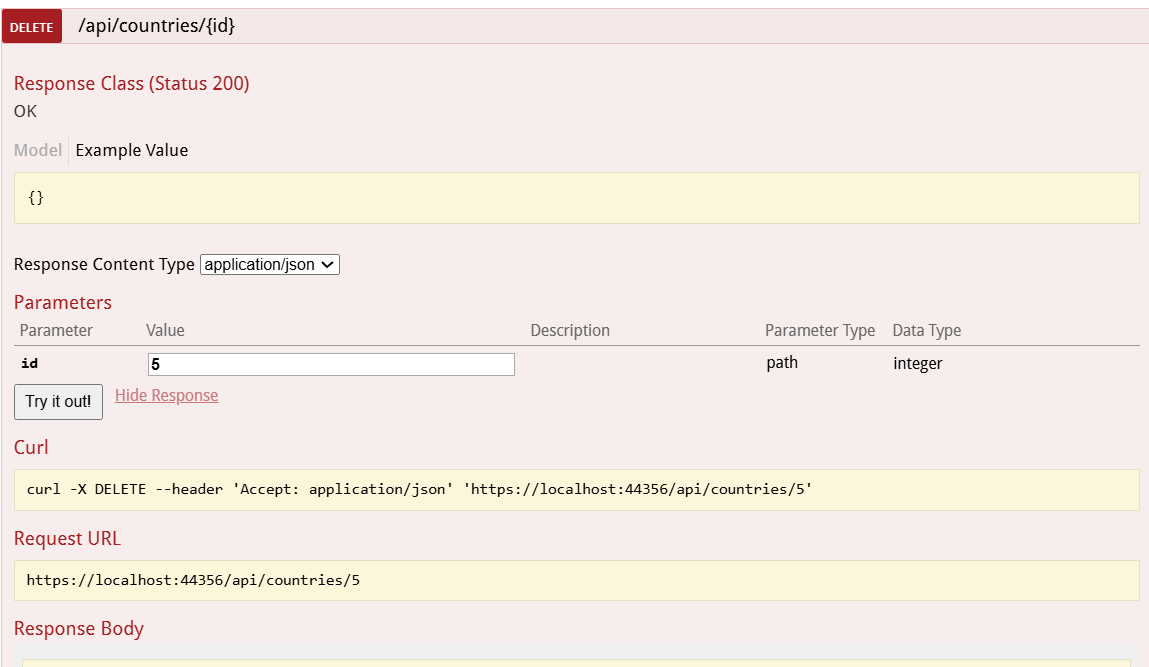 DELETE /api/countries/{id}
Response Class (Status 200)
OK
Model Example Value
{}
Response Content Type application/json
Parameters
Parameter Value Description Parameter Type Data Type
id 5 path integer
Try it out! Hide Response
Curl
curl -X DELETE --header 'Accept: application/json' 'https://localhost:44356/api/countries/5'
Request URL
https://localhost:44356/api/countries/5
Response Body